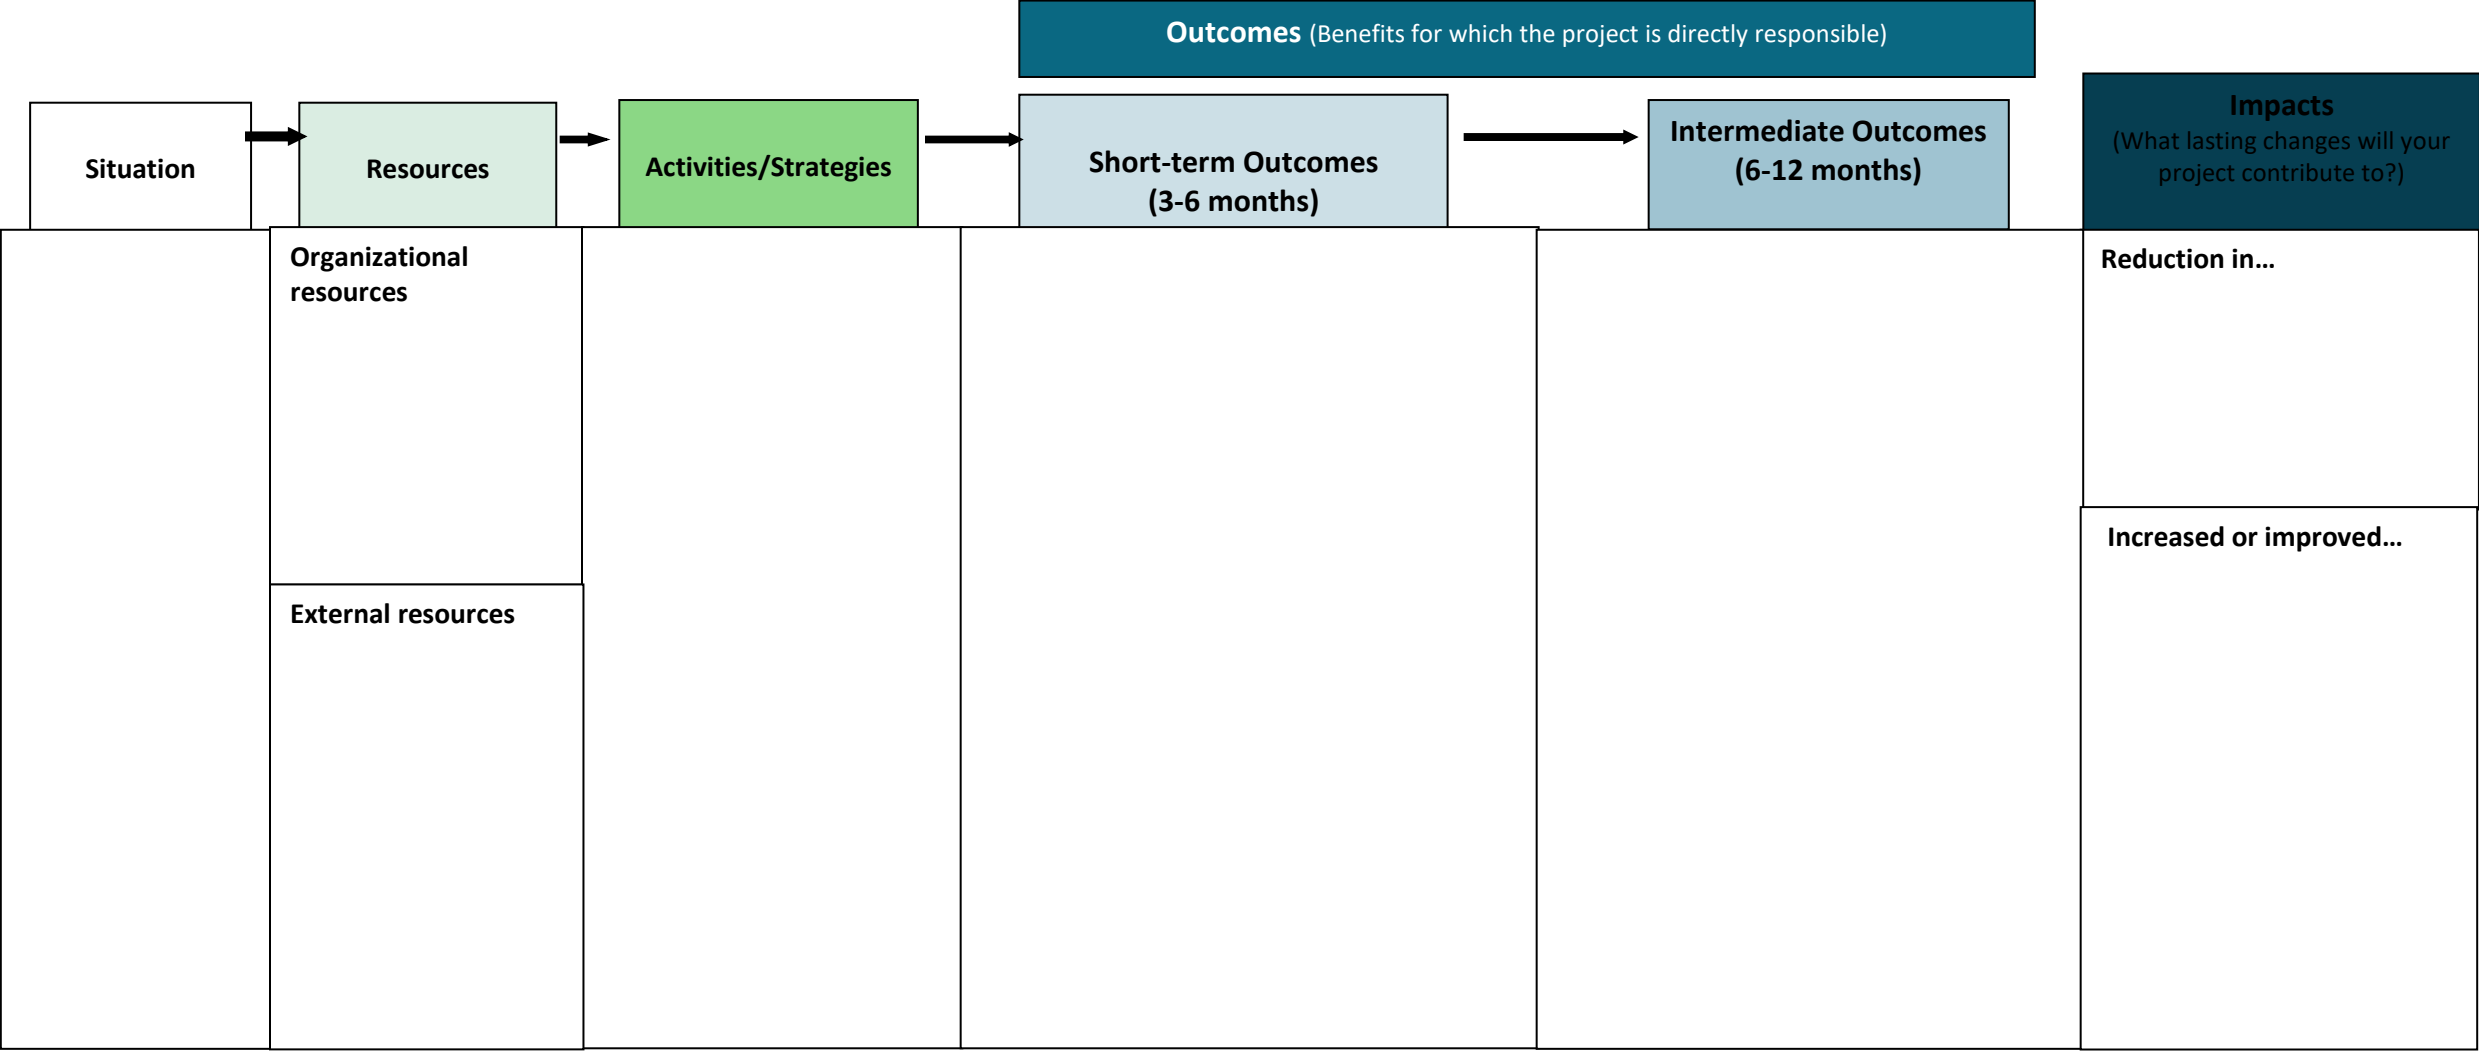 Outcomes (Benefits for which the project is directly responsible)
Situation
Resources
Activities/Strategies
Short-term Outcomes
(3-6 months)
Intermediate Outcomes
(6-12 months)
Impacts
(What lasting changes will your
project contribute to?)
Organizational
resources
External resources
Reduction in…
Increased or improved…